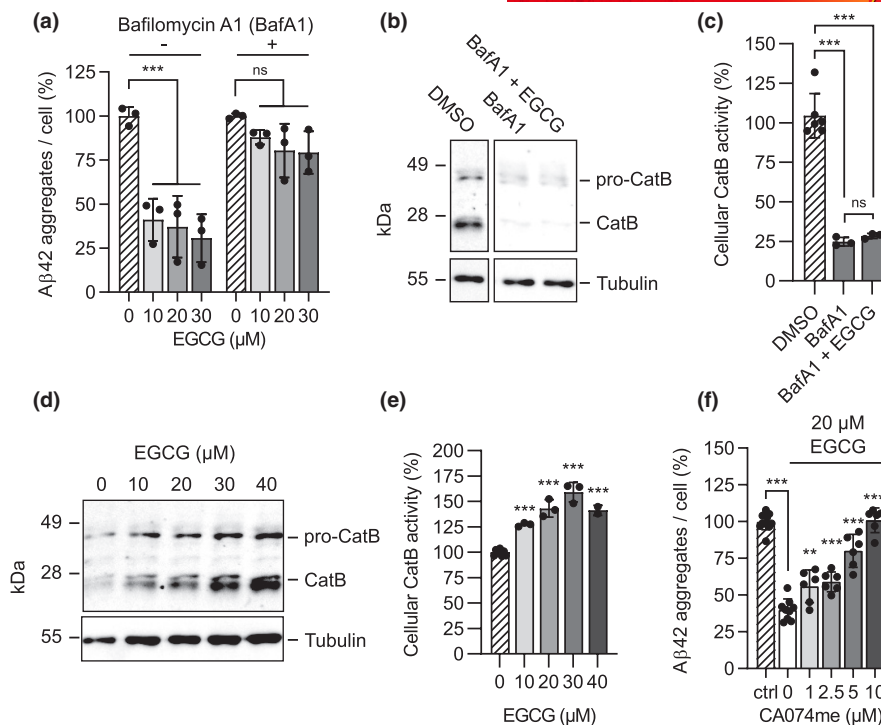 (a)
Bafilomycin A1 (BafA1)
- +
*** ns
Aβ42 aggregates / cell (%)
125
100
75
50
25
0
0 10 20 30 0 10 20 30
EGCG (µM)
(b)
DMSO
BafA1
BafA1 + EGCG
kDa
49
28
55
pro-CatB
CatB
Tubulin
(c)
***
***
ns
Cellular CatB activity (%)
150
125
100
75
50
25
0
DMSO
BafA1
BafA1 + EGCG
(d)
EGCG (µM)
0 10 20 30 40
kDa
49
28
55
pro-CatB
CatB
Tubulin
(e)
Cellular CatB activity (%)
200
175
150
125
100
75
50
25
0
*** *** *** ***
0 10 20 30 40
EGCG (µM)
(f)
20 µM
EGCG
Aβ42 aggregates / cell (%)
150
125
100
75
50
25
0
*** ** *** *** ***
ctrl 0 1 2.5 5 10
CA074me (µM)